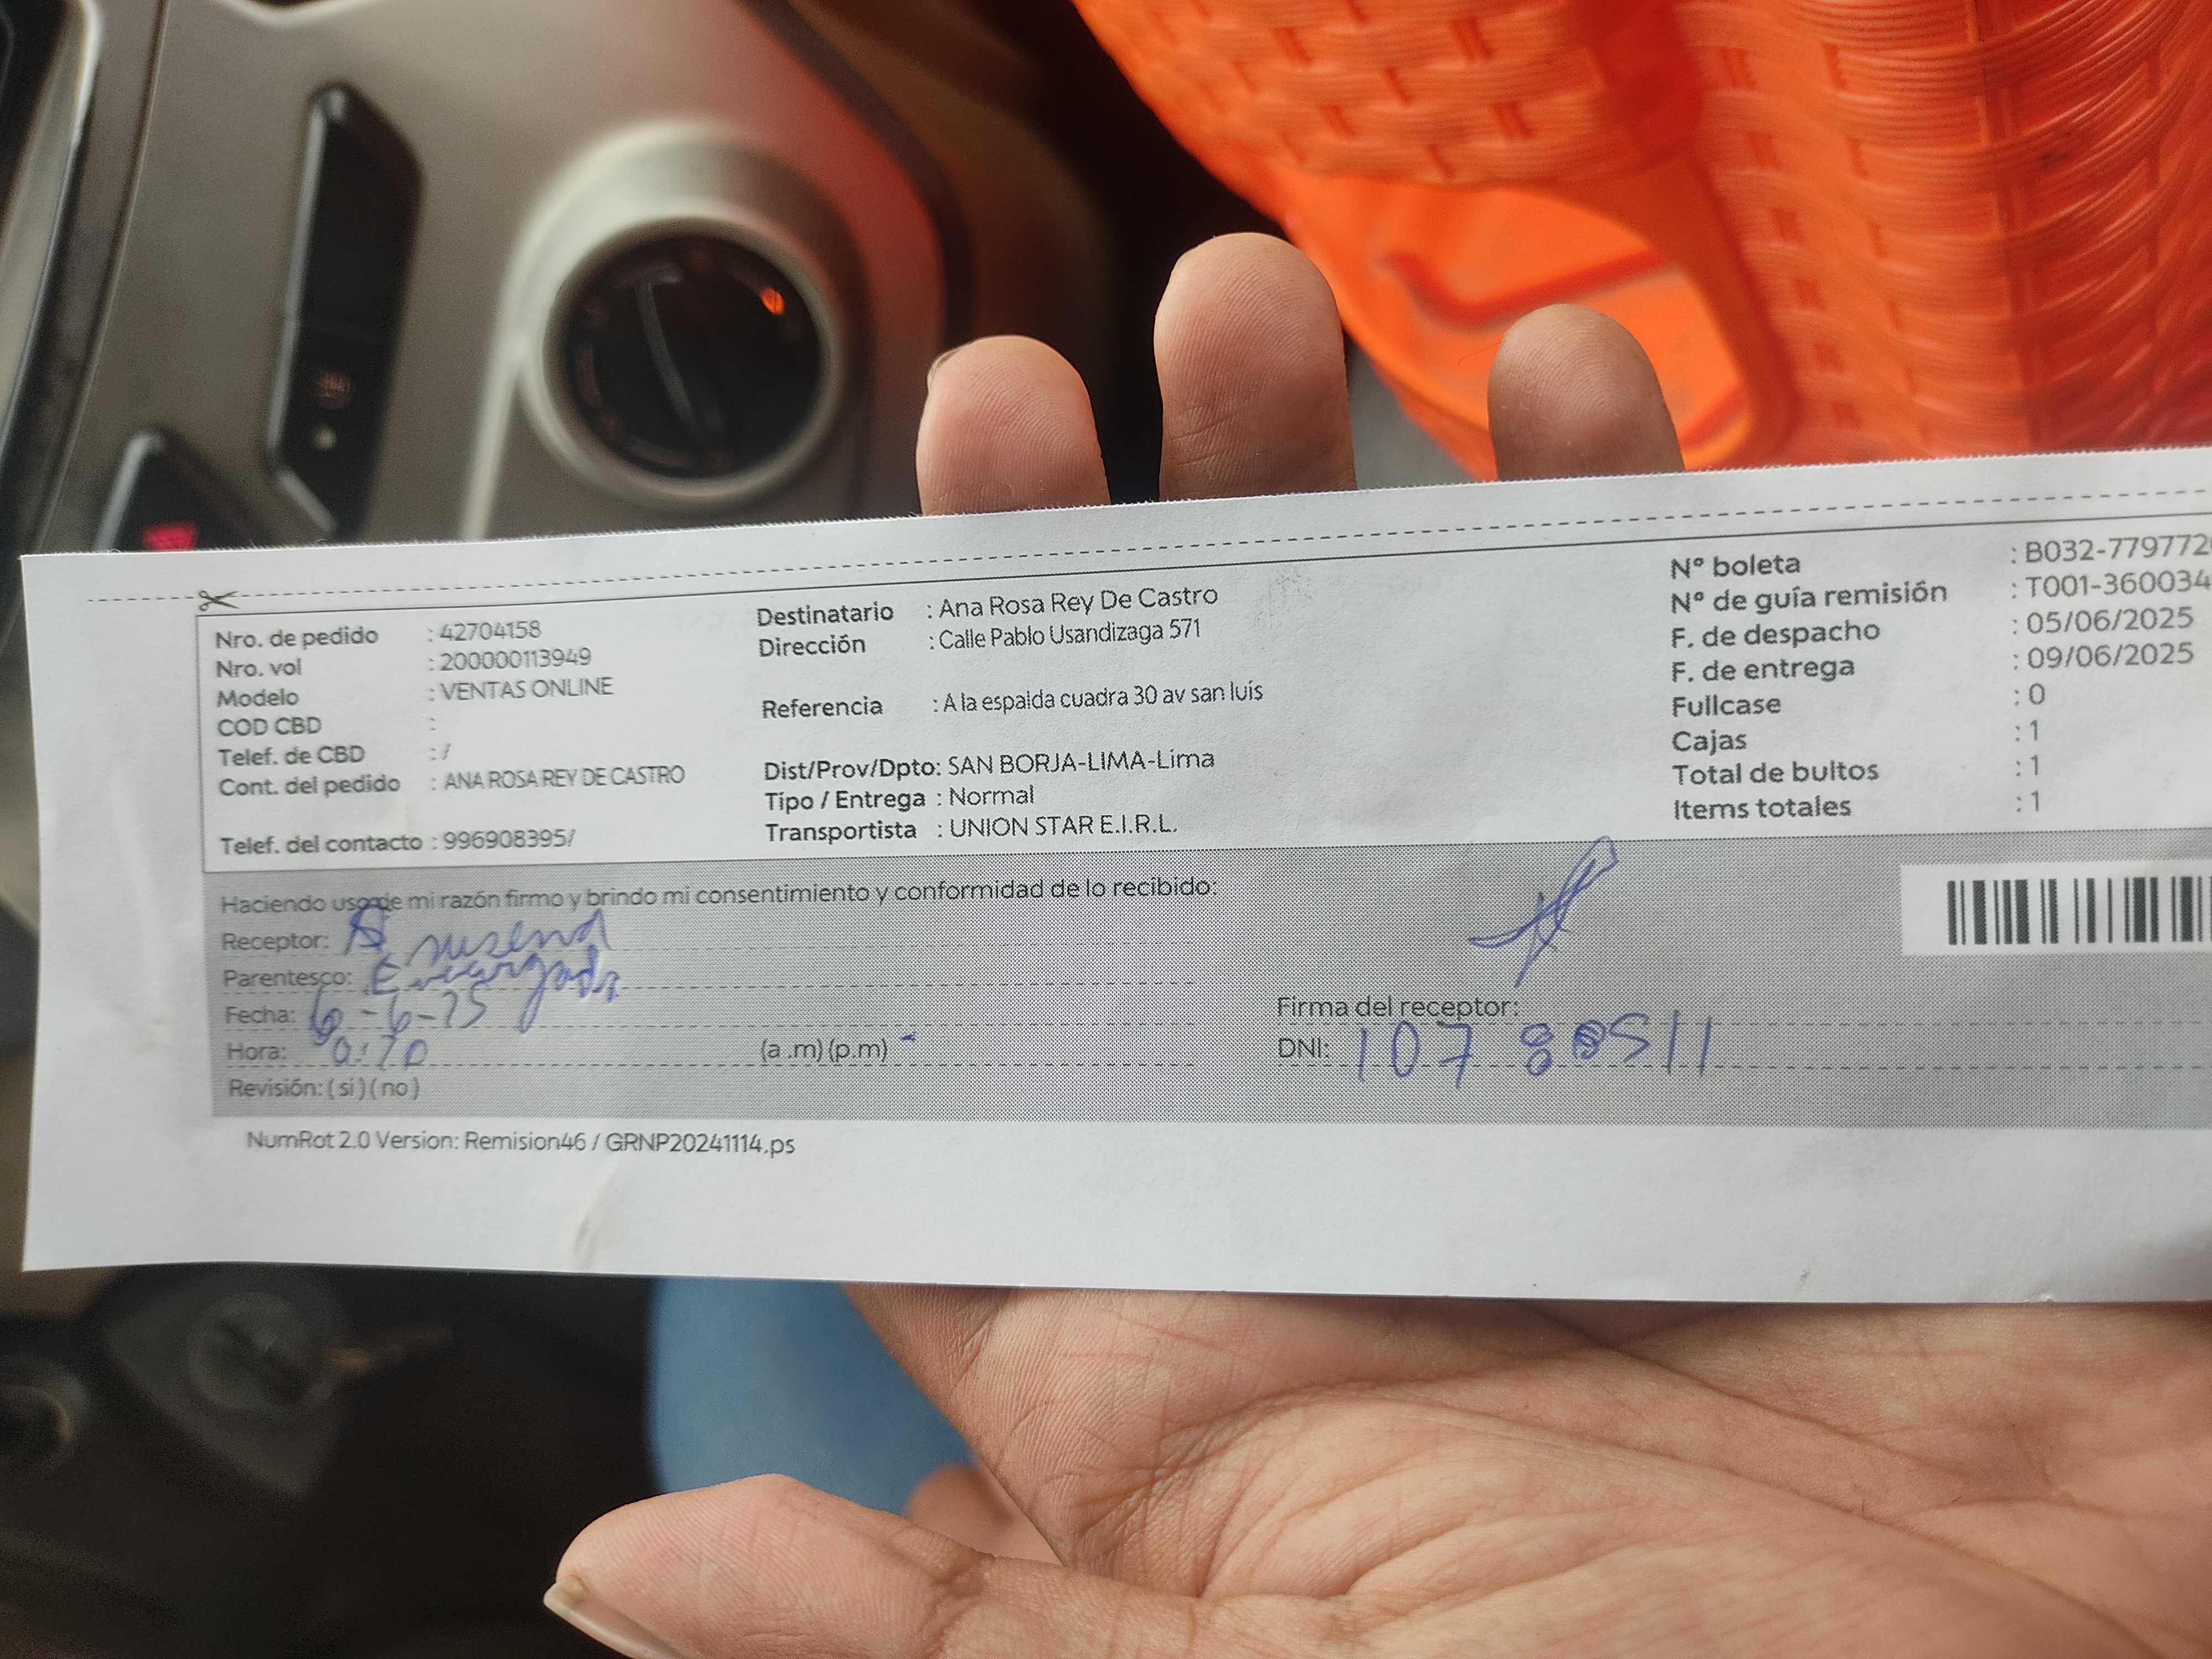 Nro. de pedido : 42704158
Nro. vol : 200000113949
Modelo : VENTAS ONLINE
COD CBD :
Telef. de CBD : /
Cont. del pedido : ANA ROSA REY DE CASTRO
Telef. del contacto : 996908395/
Destinatario : Ana Rosa Rey De Castro
Dirección : Calle Pablo Usandizaga 571
Referencia : A la espalda cuadra 30 av san luis
Dist/Prov/Dpto: SAN BORJA-LIMA-Lima
Tipo / Entrega : Normal
Transportista : UNION STAR E.I.R.L.
N° boleta : B032-779772
N° de guía remisión : T001-360034
F. de despacho : 05/06/2025
F. de entrega : 09/06/2025
Fullcase : 0
Cajas : 1
Total de bultos : 1
Items totales : 1
Haciendo uso de mi razón firmo y brindo mi consentimiento y conformidad de lo recibido:
Receptor:
Parentesco: Encargada
Fecha: 6-6-25
Hora: (a .m) (p.m)
Revisión: ( si ) ( no )
Firma del receptor:
DNI:
NumRot 2.0 Version: Remision46 / GRNP20241114.ps